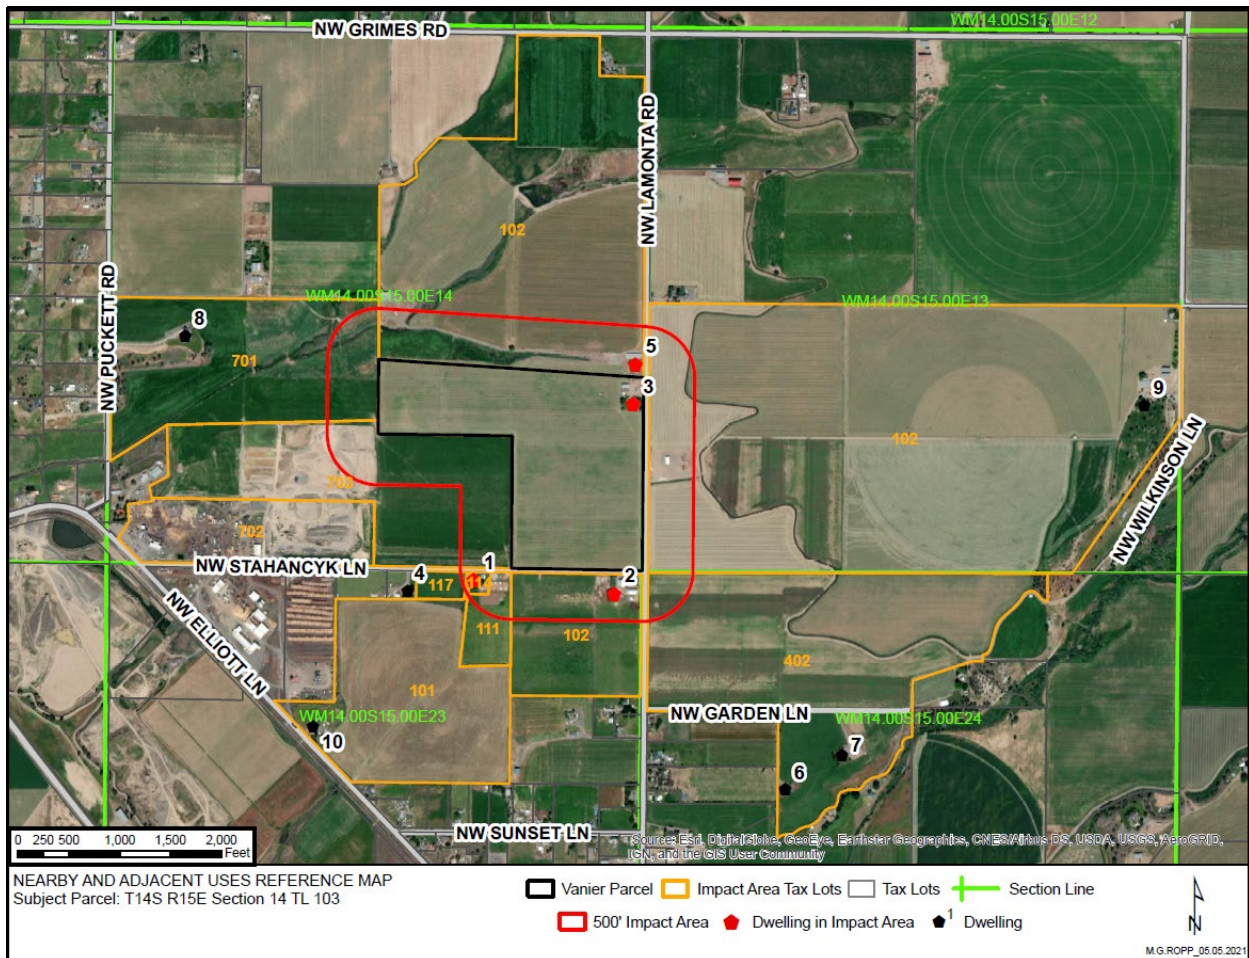 NW GRIMES RD
WM14.00S15.00E12
NW LAMONTA RD
102
NW PUCKETT RD
WM14.00S15.00E14
WM14.00S15.00E13
8
701
5
3
9
102
NW WILKINSON LN
703
702
NW STAHANCYK LN
4
117
1
11
2
111
102
NW ELLIOTT LN
101
402
WM14.00S15.00E23
NW GARDEN LN
WM14.00S15.00E24
10
7
6
NW SUNSET LN
0 250 500 1,000 1,500 2,000
Feet
Source: Esri, DigitalGlobe, GeoEye, Earthstar Geographics, CNES/Airbus DS, USDA, USGS, AeroGRID,
IGN, and the GIS User Community
NEARBY AND ADJACENT USES REFERENCE MAP
Subject Parcel: T14S R15E Section 14 TL 103
Vanier Parcel Impact Area Tax Lots Tax Lots Section Line
500' Impact Area Dwelling in Impact Area 1 Dwelling
N
M.G.ROPP_05.05.2021